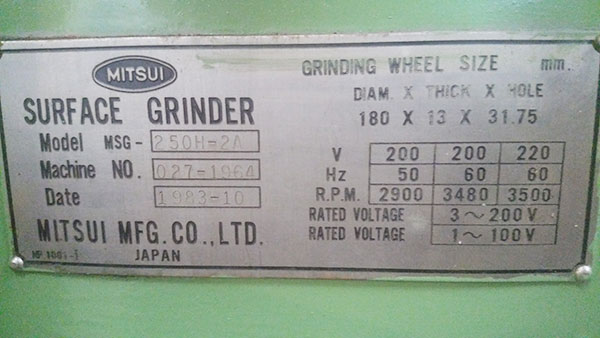 MITSUI
SURFACE GRINDER
Model MSG- 250H-2A
Machine NO. 027-1964
Date 1983-10
MITSUI MFG.CO.,LTD.
JAPAN
GRINDING WHEEL SIZE mm.
DIAM. X THICK X HOLE
180 X 13 X 31.75
V 200 200 220
Hz 50 60 60
R.P.M. 2900 3480 3500
RATED VOLTAGE 3~200V
RATED VOLTAGE 1~100V